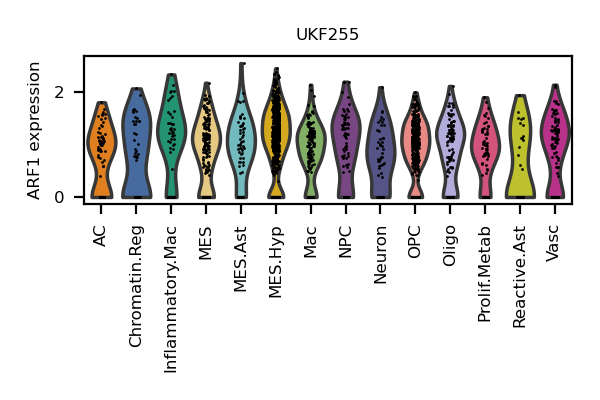 UKF255
ARF1 expression
2
0
AC
Chromatin.Reg
Inflammatory.Mac
MES
MES.Ast
MES.Hyp
Mac
NPC
Neuron
OPC
Oligo
Prolif.Metab
Reactive.Ast
Vasc